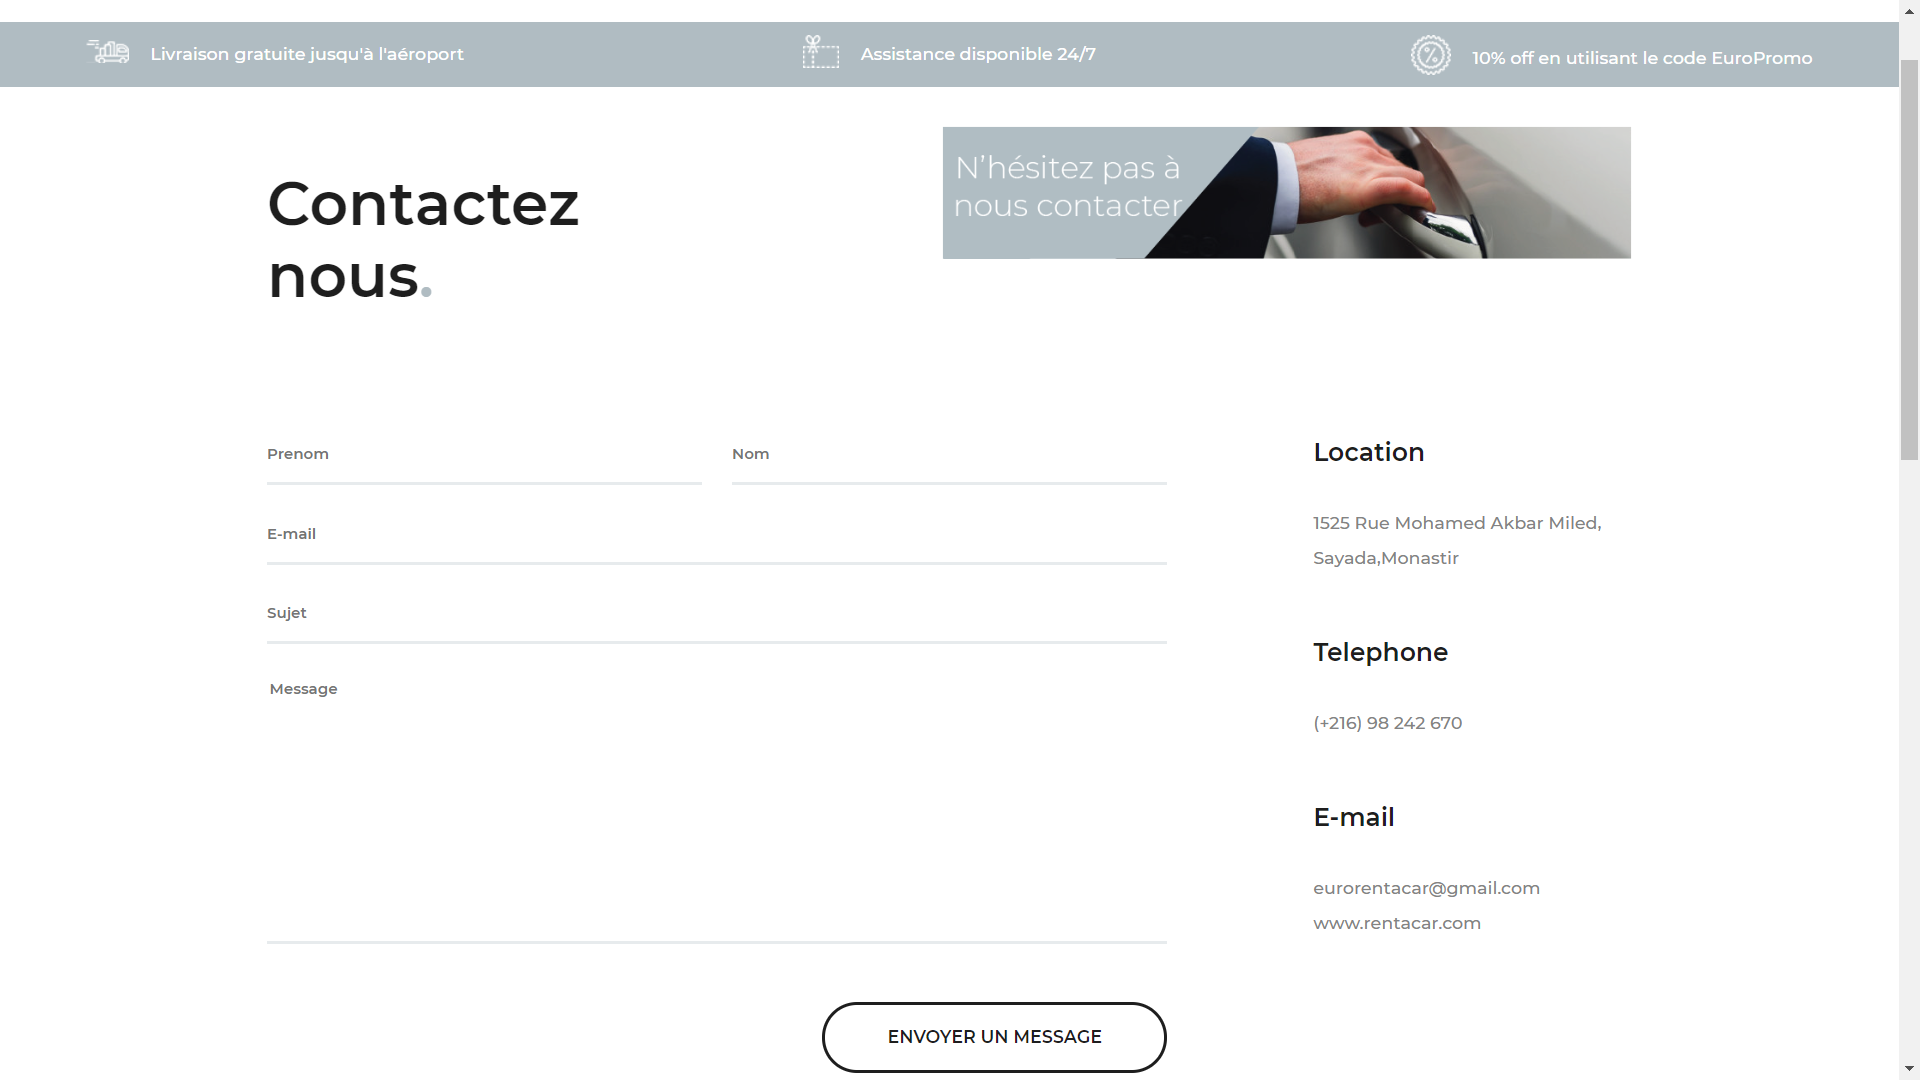 Livraison gratuite jusqu'à l'aéroport
Assistance disponible 24/7
10% off en utilisant le code EuroPromo
Contactez
nous.
N'hésitez pas à
nous contacter
Prenom
Nom
E-mail
Sujet
Message
ENVOYER UN MESSAGE
Location
1525 Rue Mohamed Akbar Miled,
Sayada,Monastir
Telephone
(+216) 98 242 670
E-mail
eurorentacar@gmail.com
www.rentacar.com